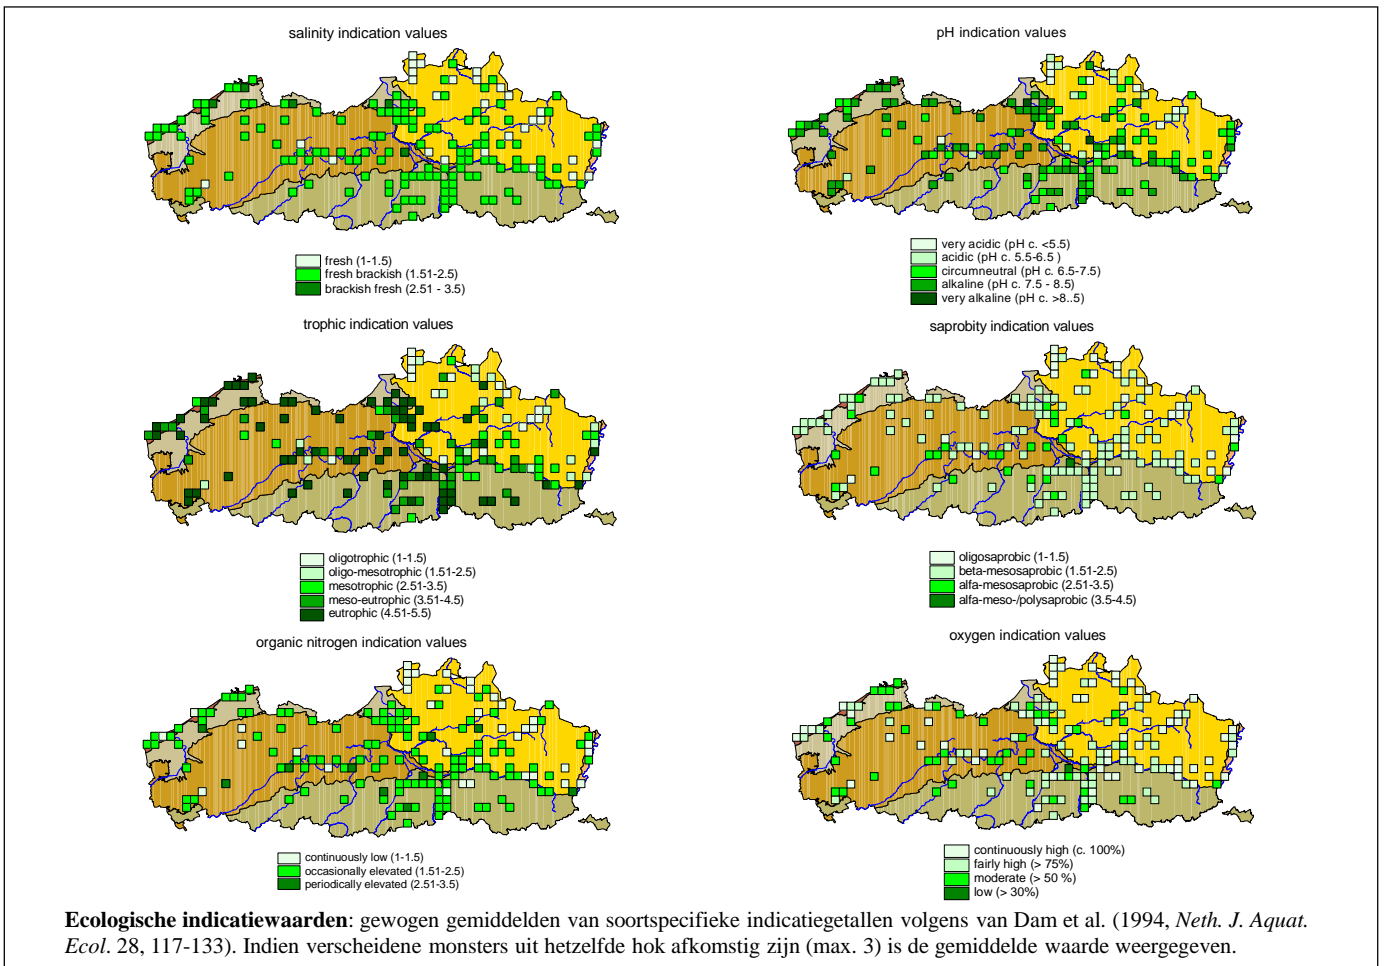 salinity indication values
fresh (1-1.5)
fresh brackish (1.51-2.5)
brackish fresh (2.51 - 3.5)
pH indication values
very acidic (pH c. <5.5)
acidic (pH c. 5.5-6.5 )
circumneutral (pH c. 6.5-7.5)
alkaline (pH c. 7.5 - 8.5)
very alkaline (pH c. >8..5)
trophic indication values
oligotrophic (1-1.5)
oligo-mesotrophic (1.51-2.5)
mesotrophic (2.51-3.5)
meso-eutrophic (3.51-4.5)
eutrophic (4.51-5.5)
saprobity indication values
oligosaprobic (1-1.5)
beta-mesosaprobic (1.51-2.5)
alfa-mesosaprobic (2.51-3.5)
alfa-meso-/polysaprobic (3.5-4.5)
organic nitrogen indication values
continuously low (1-1.5)
occasionally elevated (1.51-2.5)
periodically elevated (2.51-3.5)
oxygen indication values
continuously high (c. 100%)
fairly high (> 75%)
moderate (> 50 %)
low (> 30%)
Ecologische indicatiewaarden: gewogen gemiddelden van soortspecifieke indicatiegetallen volgens van Dam et al. (1994, Neth. J. Aquat.
Ecol. 28, 117-133). Indien verscheidene monsters uit hetzelfde hok afkomstig zijn (max. 3) is de gemiddelde waarde weergegeven.